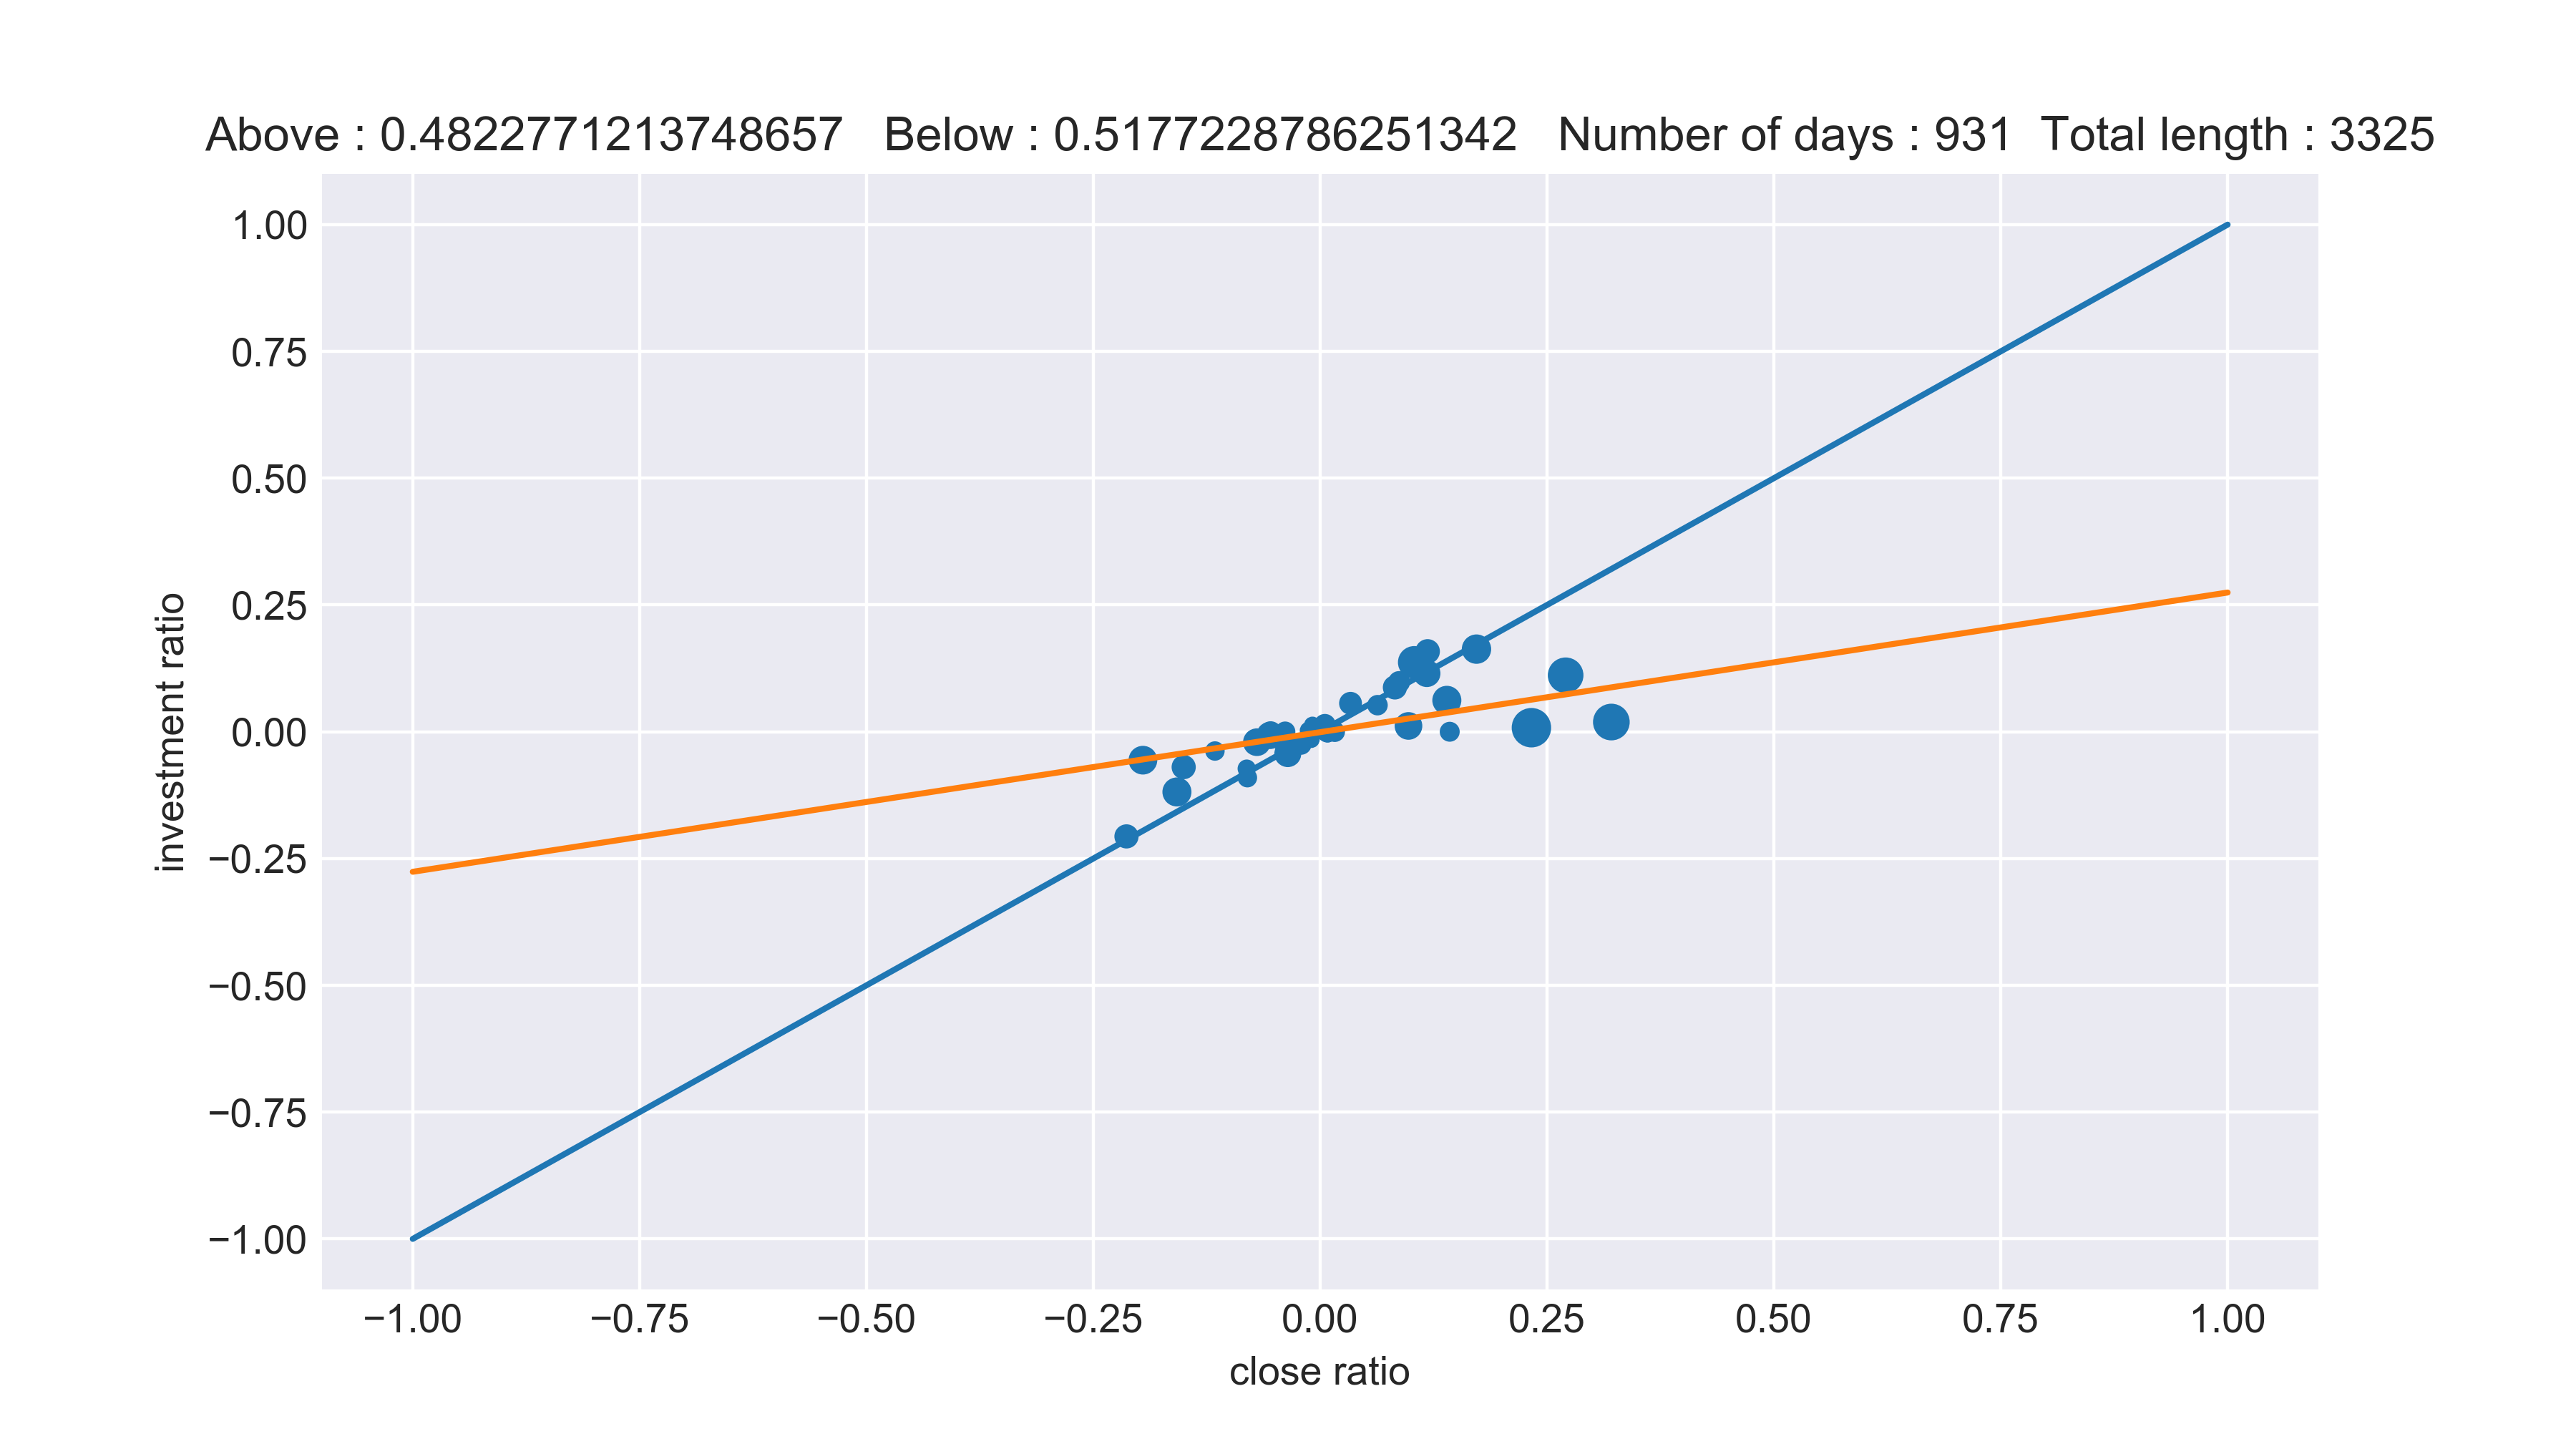 Above : 0.4822771213748657   Below : 0.5177228786251342   Number of days : 931  Total length : 3325
1.00
0.75
0.50
0.25
0.00
−0.25
−0.50
−0.75
−1.00
investment ratio
−1.00 −0.75 −0.50 −0.25 0.00 0.25 0.50 0.75 1.00
close ratio